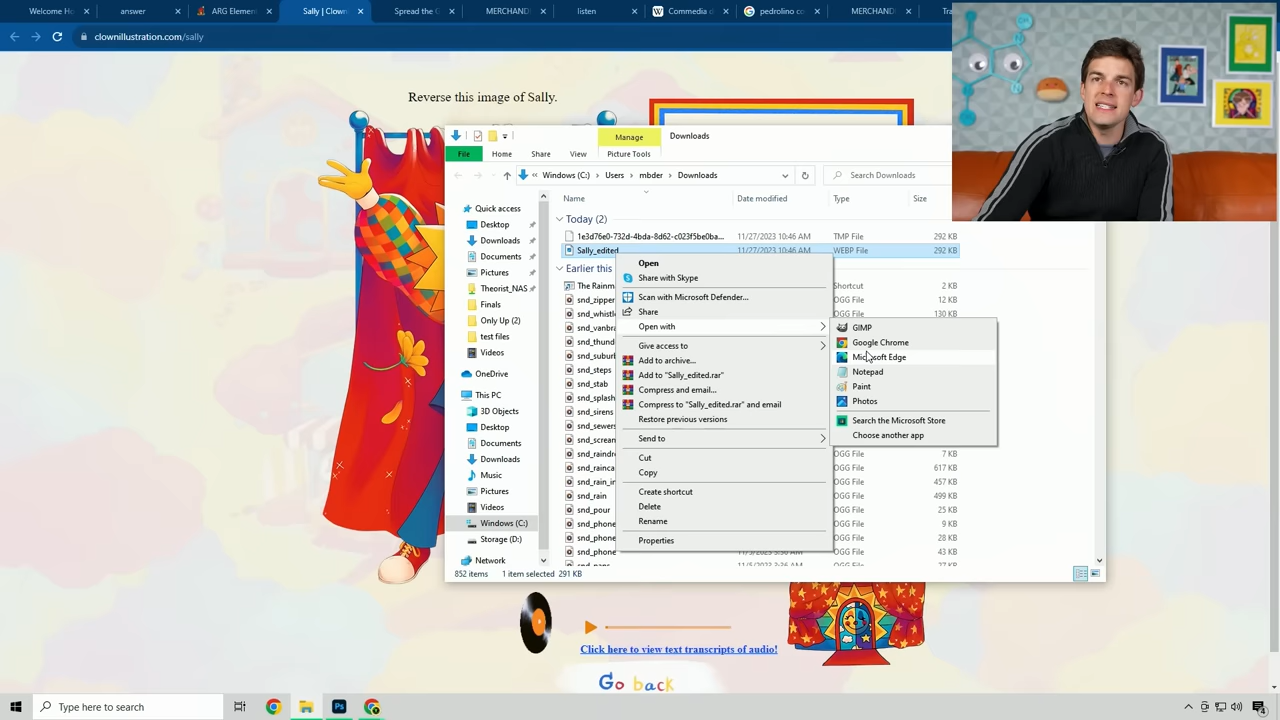 Welcome H
answer
ARG Elemen
Sally | Clown
Spread the G
MERCHANDI
listen
Commedia d
pedrolino co
MERCHANDI
Tra
clownillustration.com/sally
Reverse this image of Sally.
Manage
Downloads
File
Home
Share
View
Picture Tools
Windows (C:) › Users › mbder › Downloads
Search Downloads
Name
Date modified
Type
Size
Quick access
Desktop
Downloads
Documents
Pictures
Theorist_NAS
Finals
Only Up (2)
test files
Videos
OneDrive
This PC
3D Objects
Desktop
Documents
Downloads
Music
Pictures
Videos
Windows (C:)
Storage (D:)
Network
Today (2)
1e3d76e0-732d-4bda-8d62-c023f5be0ba... 11/27/2023 10:46 AM TMP File 292 KB
Sally_edited 11/27/2023 10:46 AM WEBP File 292 KB
Earlier this
The Rainm Shortcut 2 KB
snd_zipper OGG File 12 KB
snd_whistl OGG File 130 KB
snd_vanbra
snd_thund
snd_suburb
snd_steps
snd_stab
snd_splash
snd_sirens
snd_sewers
snd_scream
snd_raindro OGG File 7 KB
snd_rainca OGG File 617 KB
snd_rain_in OGG File 457 KB
snd_rain OGG File 499 KB
snd_pour OGG File 25 KB
snd_phone OGG File 9 KB
snd_phone OGG File 28 KB
snd_phone OGG File 43 KB
OGG File 27 KB
Open
Share with Skype
Scan with Microsoft Defender...
Share
Open with
Give access to
Add to archive...
Add to "Sally_edited.rar"
Compress and email...
Compress to "Sally_edited.rar" and email
Restore previous versions
Send to
Cut
Copy
Create shortcut
Delete
Rename
Properties
GIMP
Google Chrome
Microsoft Edge
Notepad
Paint
Photos
Search the Microsoft Store
Choose another app
852 items 1 item selected 291 KB
Click here to view text transcripts of audio!
Go back
Type here to search